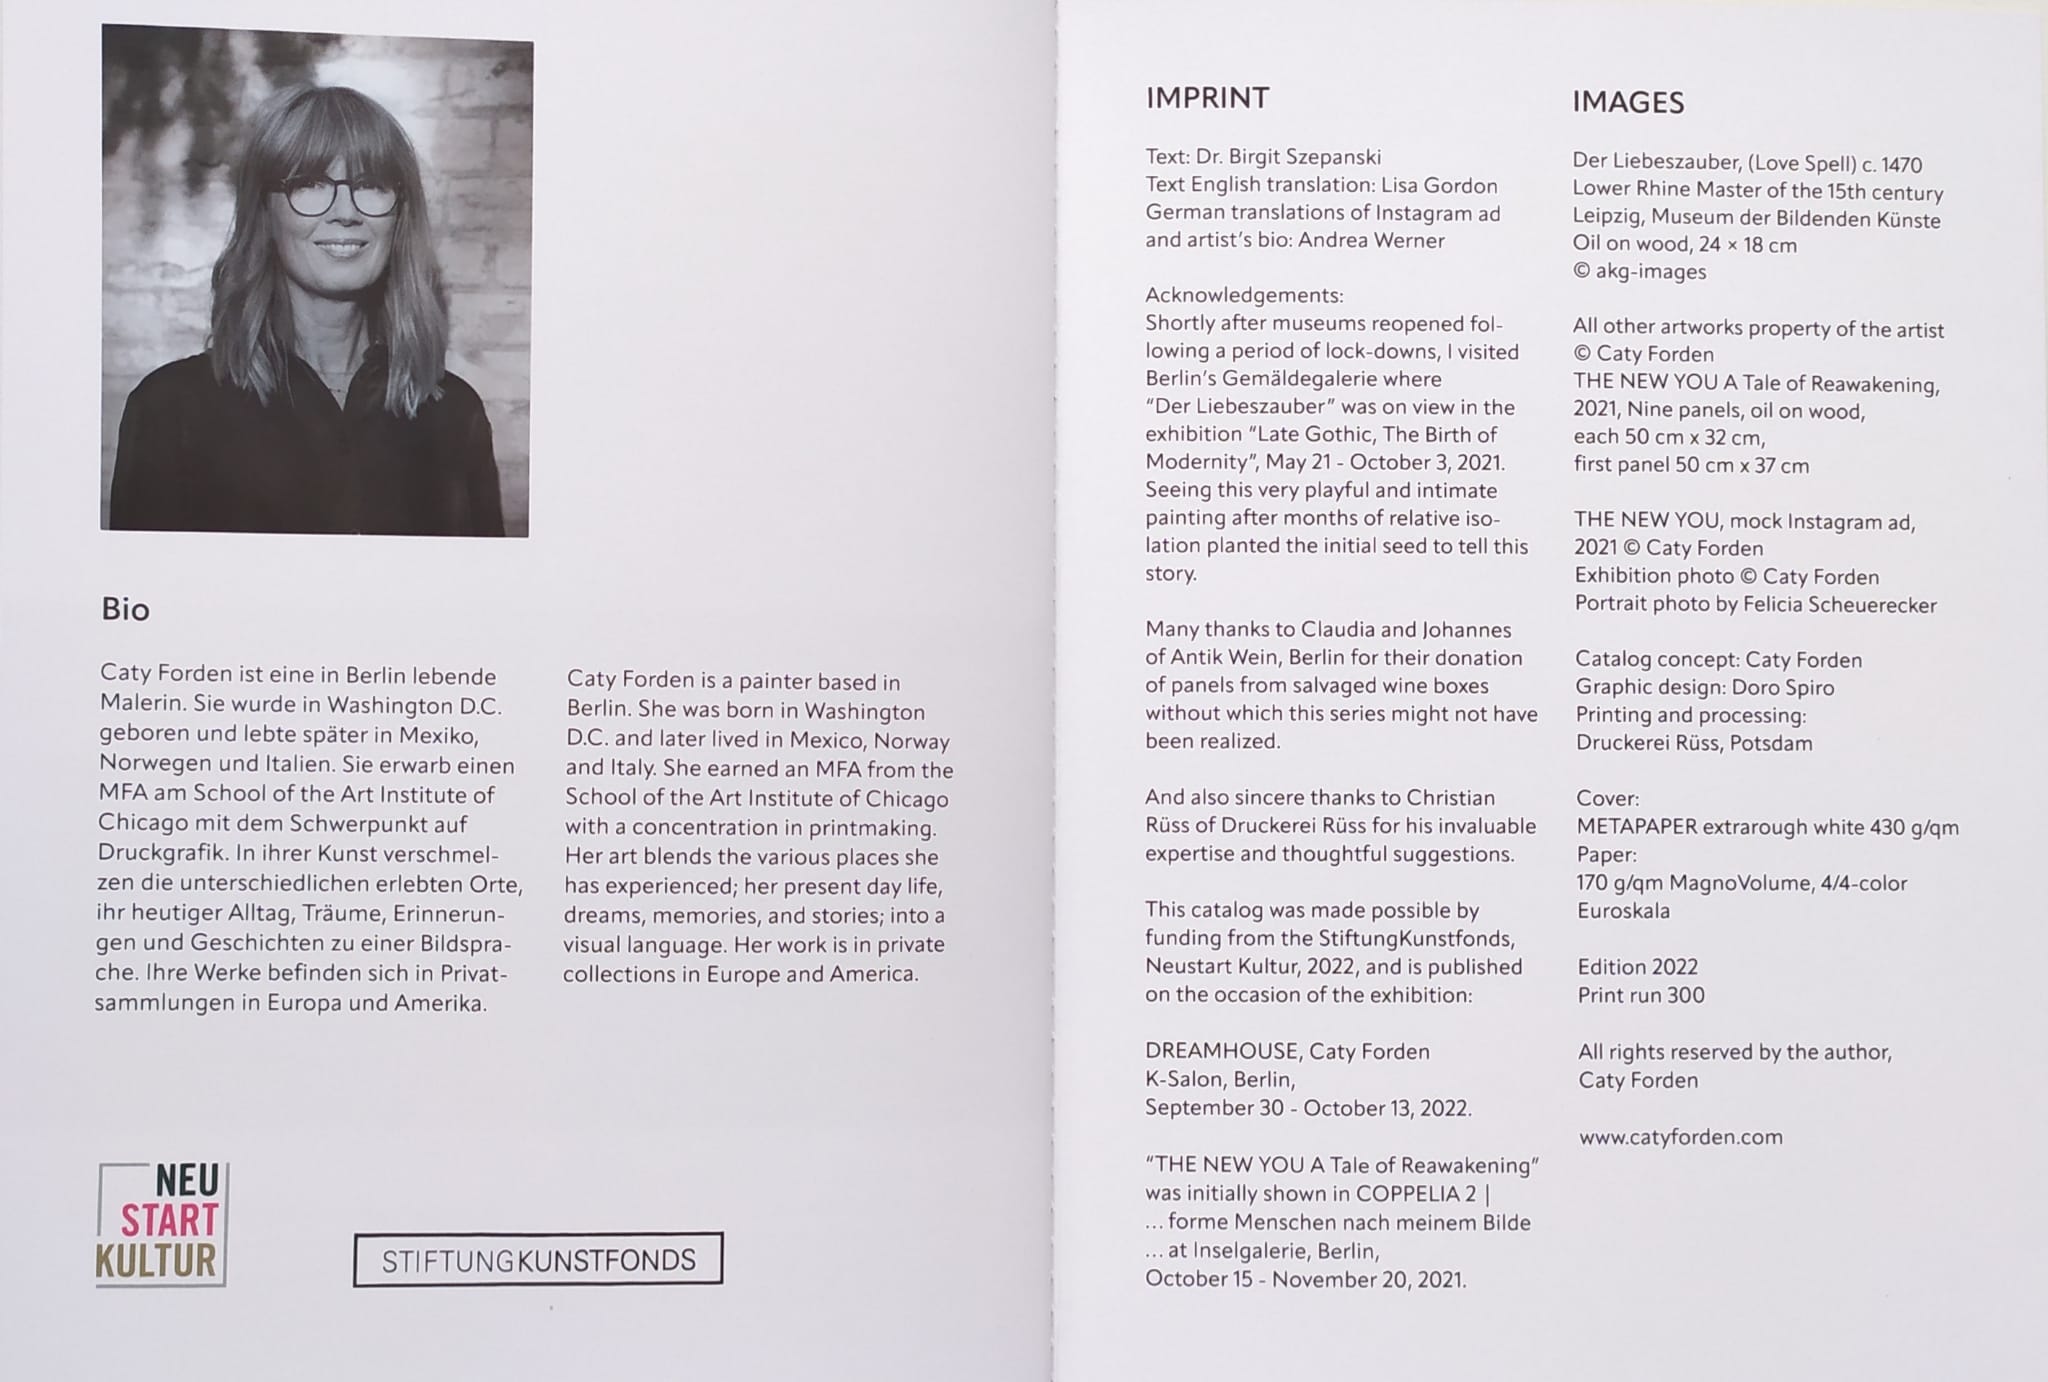 Bio
Caty Forden ist eine in Berlin lebende
Malerin. Sie wurde in Washington D.C.
geboren und lebte später in Mexiko,
Norwegen und Italien. Sie erwarb einen
MFA am School of the Art Institute of
Chicago mit dem Schwerpunkt auf
Druckgrafik. In ihrer Kunst verschmel-
zen die unterschiedlichen erlebten Orte,
ihr heutiger Alltag, Träume, Erinnerun-
gen und Geschichten zu einer Bildspra-
che. Ihre Werke befinden sich in Privat-
sammlungen in Europa und Amerika.
Caty Forden is a painter based in
Berlin. She was born in Washington
D.C. and later lived in Mexico, Norway
and Italy. She earned an MFA from the
School of the Art Institute of Chicago
with a concentration in printmaking.
Her art blends the various places she
has experienced; her present day life,
dreams, memories, and stories; into a
visual language. Her work is in private
collections in Europe and America.
NEU
START
KULTUR
STIFTUNGKUNSTFONDS
IMPRINT
Text: Dr. Birgit Szepanski
Text English translation: Lisa Gordon
German translations of Instagram ad
and artist's bio: Andrea Werner
Acknowledgements:
Shortly after museums reopened fol-
lowing a period of lock-downs, I visited
Berlin's Gemäldegalerie where
“Der Liebeszauber” was on view in the
exhibition “Late Gothic, The Birth of
Modernity”, May 21 - October 3, 2021.
Seeing this very playful and intimate
painting after months of relative iso-
lation planted the initial seed to tell this
story.
Many thanks to Claudia and Johannes
of Antik Wein, Berlin for their donation
of panels from salvaged wine boxes
without which this series might not have
been realized.
And also sincere thanks to Christian
Rüss of Druckerei Rüss for his invaluable
expertise and thoughtful suggestions.
This catalog was made possible by
funding from the StiftungKunstfonds,
Neustart Kultur, 2022, and is published
on the occasion of the exhibition:
DREAMHOUSE, Caty Forden
K-Salon, Berlin,
September 30 - October 13, 2022.
“THE NEW YOU A Tale of Reawakening”
was initially shown in COPPELIA 2 |
... forme Menschen nach meinem Bilde
... at Inselgalerie, Berlin,
October 15 - November 20, 2021.
IMAGES
Der Liebeszauber, (Love Spell) c. 1470
Lower Rhine Master of the 15th century
Leipzig, Museum der Bildenden Künste
Oil on wood, 24 × 18 cm
© akg-images
All other artworks property of the artist
© Caty Forden
THE NEW YOU A Tale of Reawakening,
2021, Nine panels, oil on wood,
each 50 cm x 32 cm,
first panel 50 cm x 37 cm
THE NEW YOU, mock Instagram ad,
2021 © Caty Forden
Exhibition photo © Caty Forden
Portrait photo by Felicia Scheuerecker
Catalog concept: Caty Forden
Graphic design: Doro Spiro
Printing and processing:
Druckerei Rüss, Potsdam
Cover:
METAPAPER extrarough white 430 g/qm
Paper:
170 g/qm MagnoVolume, 4/4-color
Euroskala
Edition 2022
Print run 300
All rights reserved by the author,
Caty Forden
www.catyforden.com